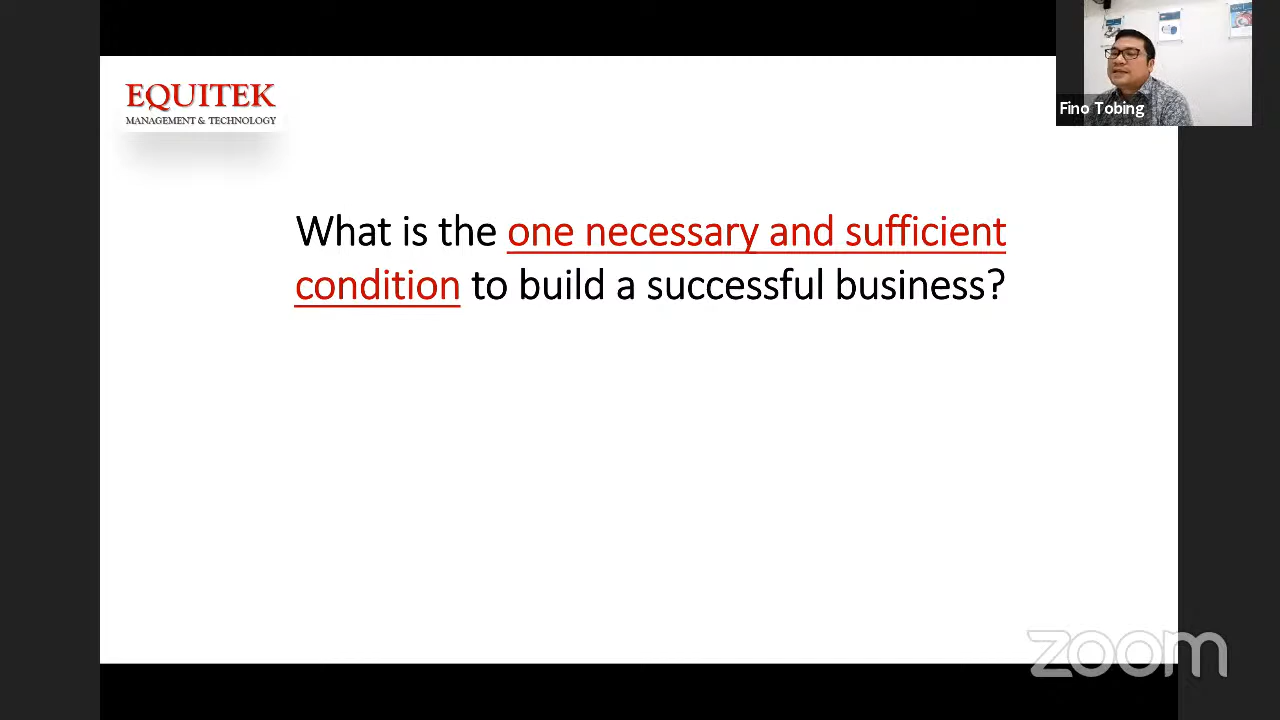 EQUITEK
MANAGEMENT & TECHNOLOGY
Fino Tobing
What is the one necessary and sufficient
condition to build a successful business?
zoom